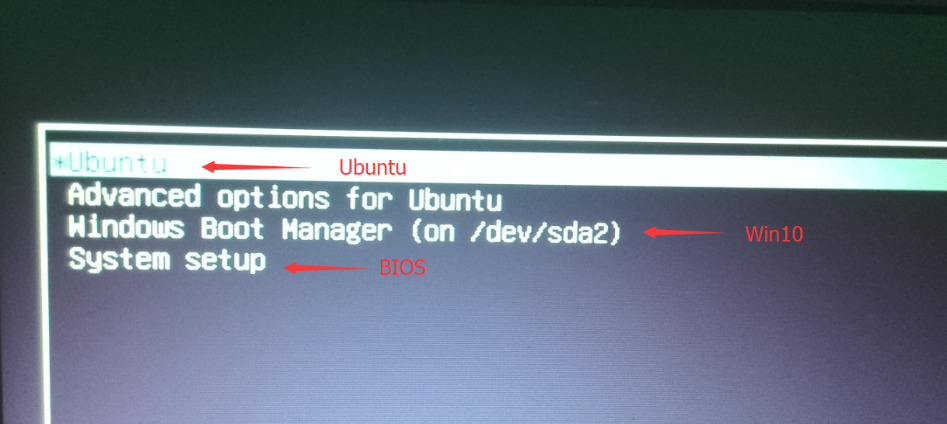 *Ubuntu Ubuntu
Advanced options for Ubuntu
Windows Boot Manager (on /dev/sda2) Win10
System setup BIOS